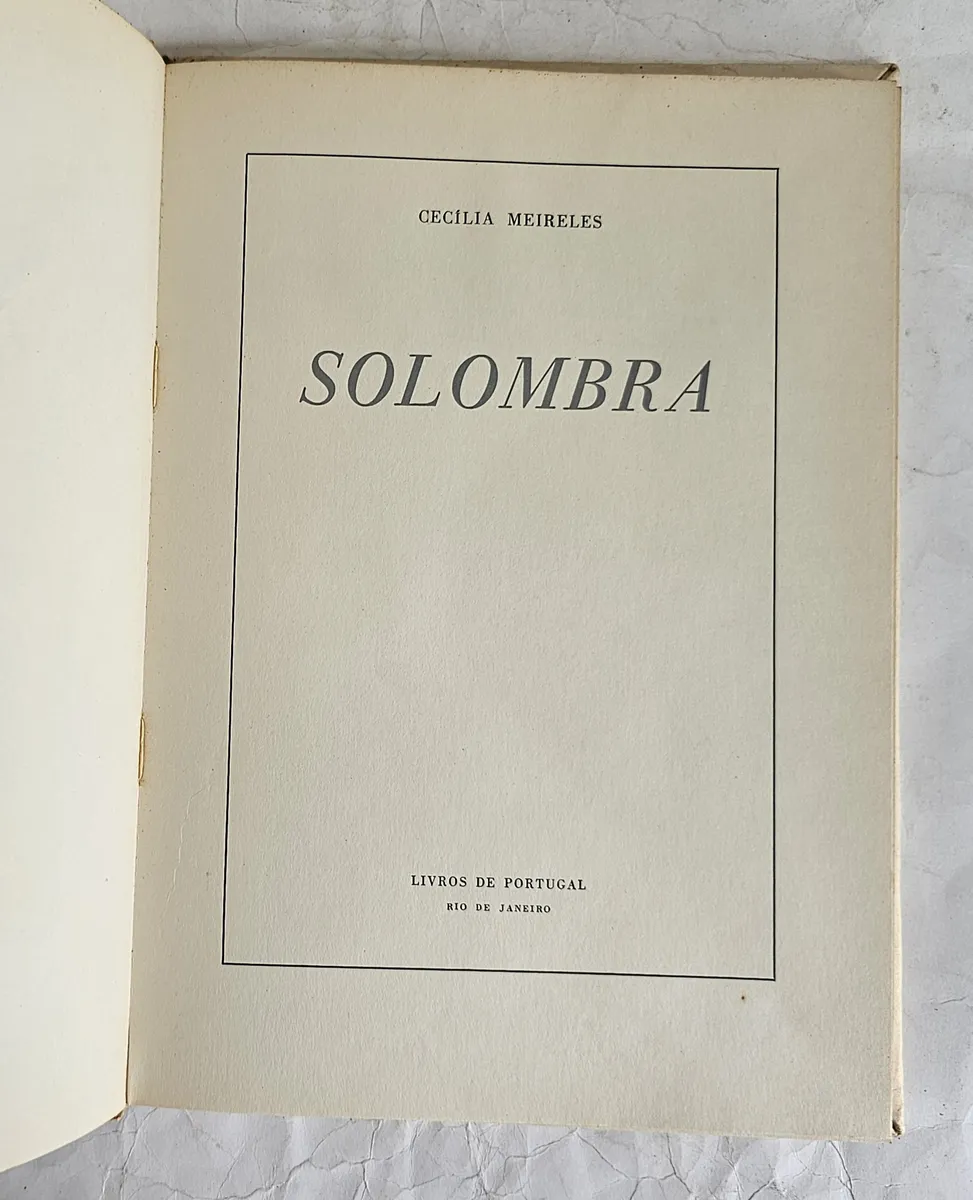 CECÍLIA MEIRELES
SOLOMBRA
LIVROS DE PORTUGAL
RIO DE JANEIRO